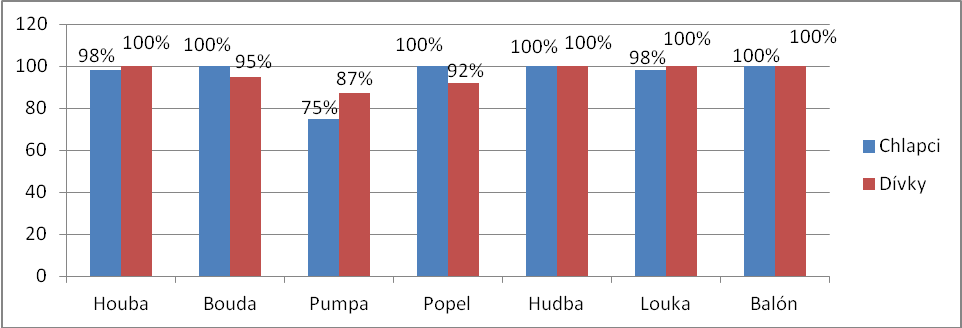 120
100
80
60
40
20
0
98%
100%
100%
95%
75%
87%
100%
92%
100%
100%
98%
100%
100%
100%
Houba
Bouda
Pumpa
Popel
Hudba
Louka
Balón
Chlapci
Dívky